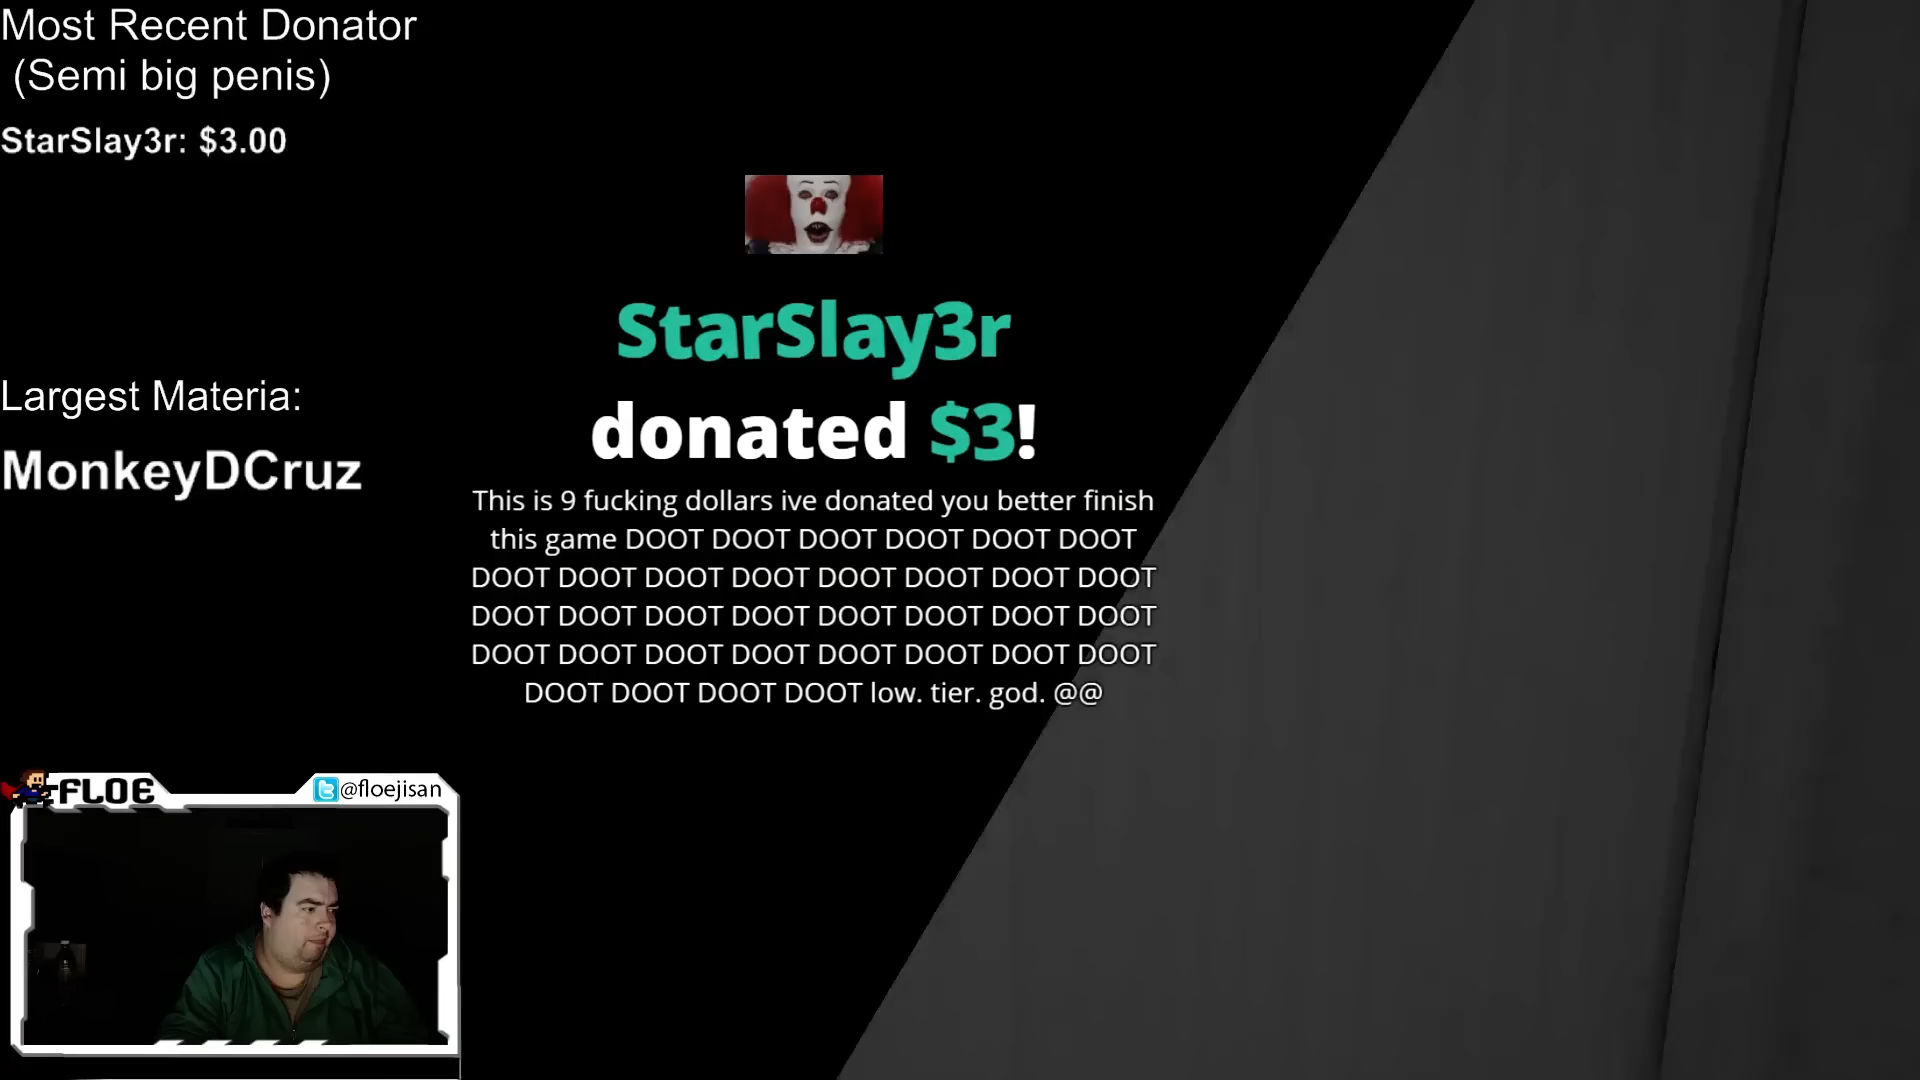 Most Recent Donator
(Semi big penis)
StarSlay3r: $3.00
StarSlay3r
donated $3!
Largest Materia:
MonkeyDCruz
This is 9 fucking dollars ive donated you better finish
this game DOOT DOOT DOOT DOOT DOOT DOOT
DOOT DOOT DOOT DOOT DOOT DOOT DOOT DOOT
DOOT DOOT DOOT DOOT DOOT DOOT DOOT DOOT
DOOT DOOT DOOT DOOT DOOT DOOT DOOT DOOT
DOOT DOOT DOOT DOOT low. tier. god. @@
FLOE
@floejisan